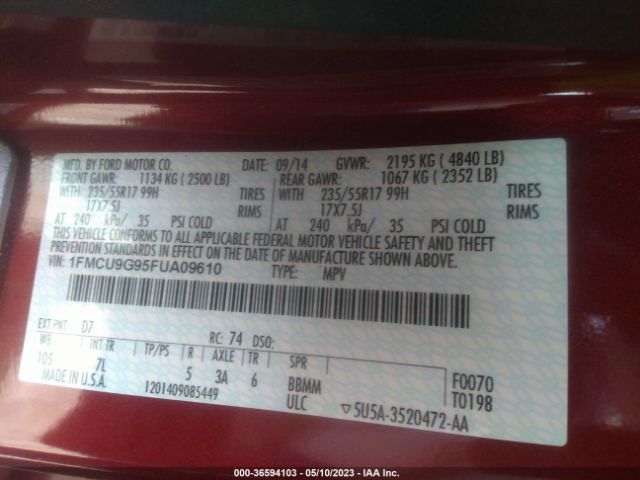 MFD. BY FORD MOTOR CO. DATE: 09/14 GVWR: 2195 KG ( 4840 LB)
FRONT GAWR: 1134 KG ( 2500 LB) REAR GAWR: 1067 KG ( 2352 LB)
WITH 235/55R17 99H TIRES WITH 235/55R17 99H TIRES
17X7.5J RIMS 17X7.5J RIMS
AT 240 kPa/ 35 PSI COLD AT 240 kPa/ 35 PSI COLD
THIS VEHICLE CONFORMS TO ALL APPLICABLE FEDERAL MOTOR VEHICLE SAFETY AND THEFT
PREVENTION STANDARDS IN EFFECT ON THE DATE OF MANUFACTURE SHOWN ABOVE.
VIN: 1FMCU9G95FUA09610 TYPE: MPV
EXT PNT: D7 RC: 74 DSO:
WB INT TR TP/PS R AXLE TR SPR
105 7L 5 3A 6 BBMM F0070
MADE IN U.S.A. 1201409085449 ULC ▽5U5A-3520472-AA T0198
000-36594103 - 05/10/2023 - IAA Inc.